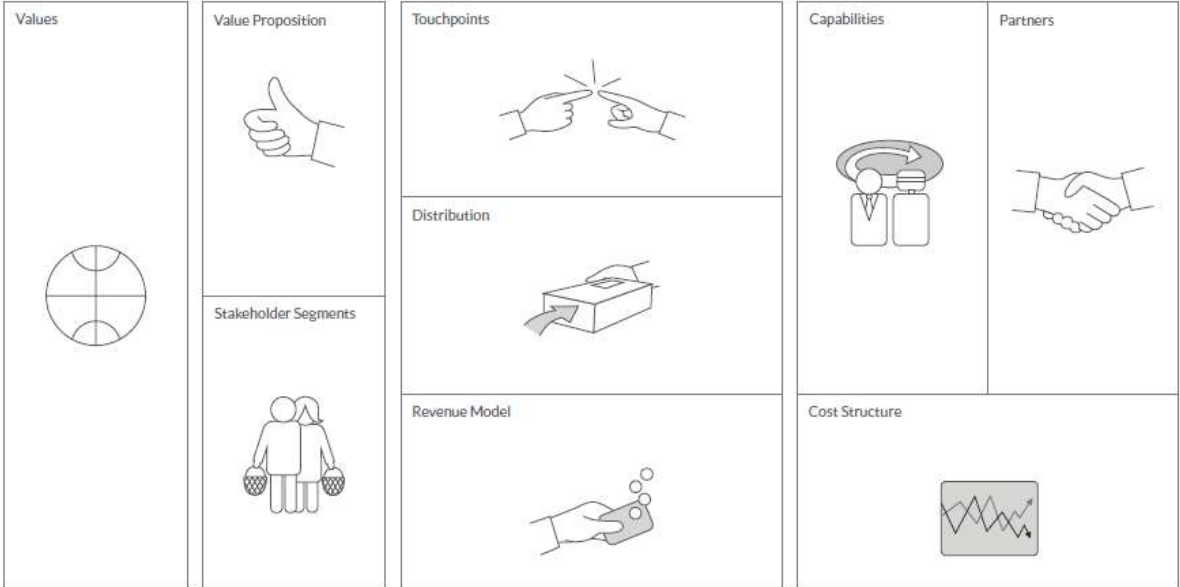 Values
Value Proposition
Stakeholder Segments
Touchpoints
Distribution
Revenue Model
Capabilities
Partners
Cost Structure